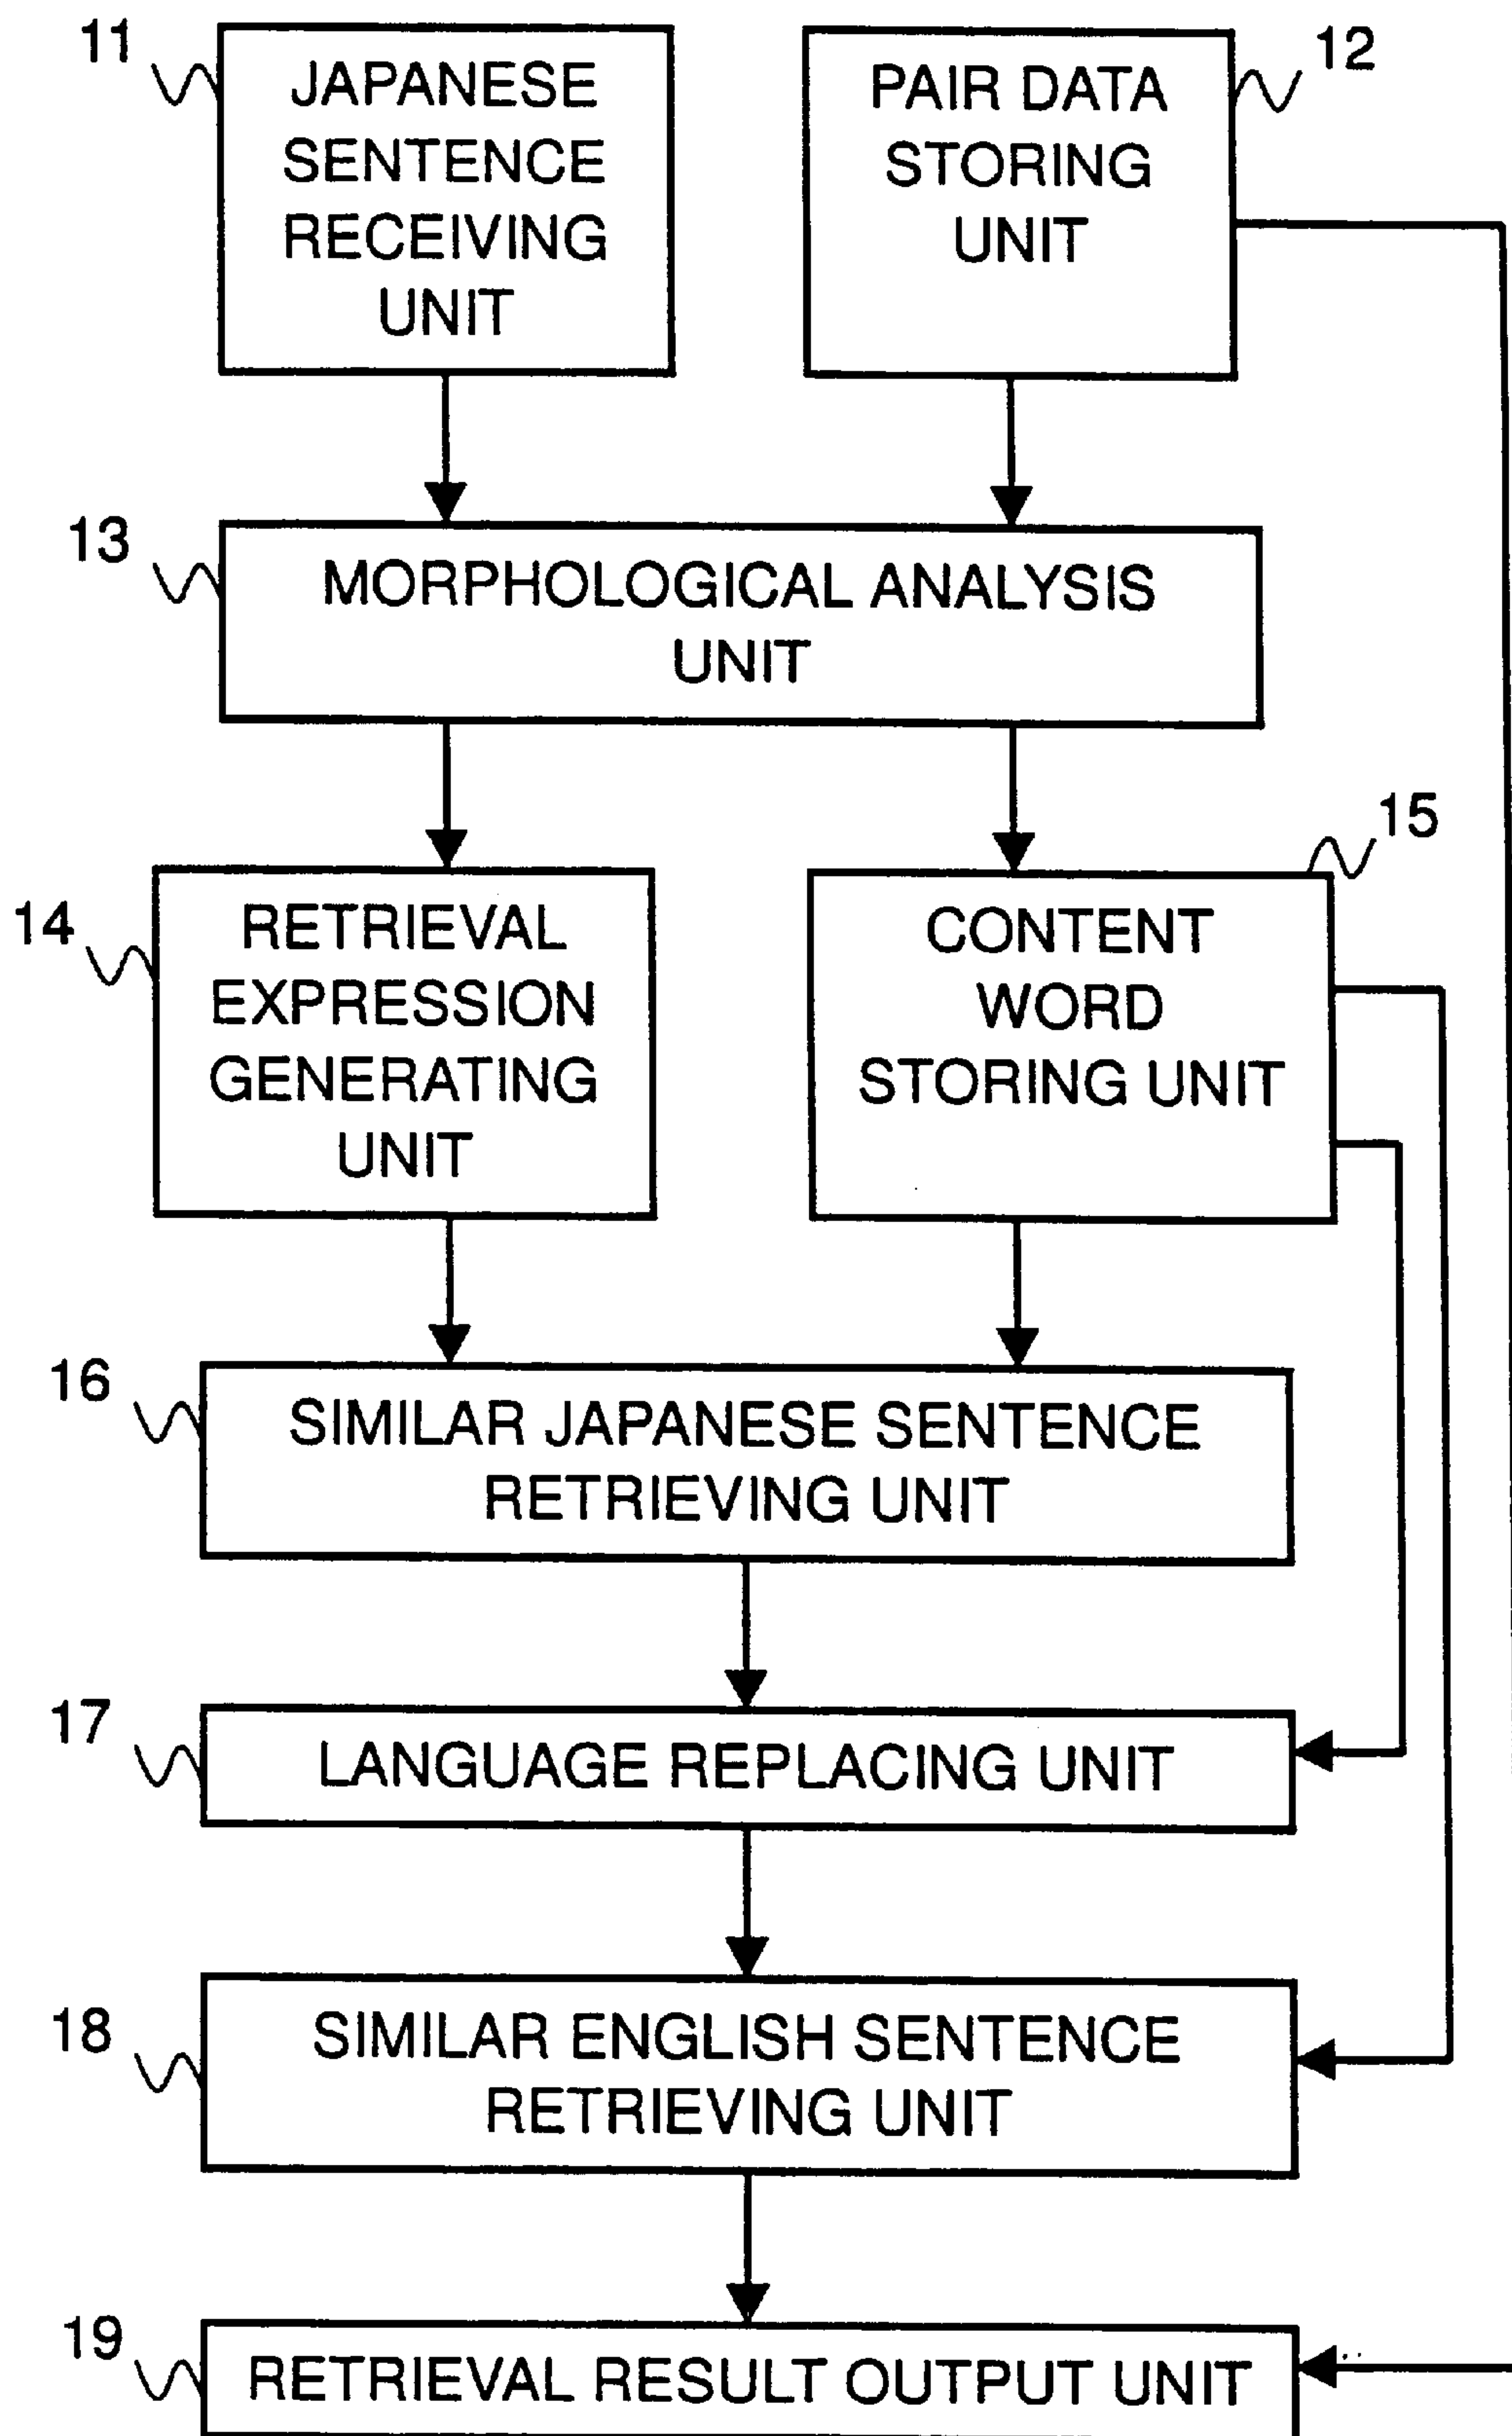 11
JAPANESE
SENTENCE
RECEIVING
UNIT
12
PAIR DATA
STORING
UNIT
13
MORPHOLOGICAL ANALYSIS
UNIT
14
RETRIEVAL
EXPRESSION
GENERATING
UNIT
15
CONTENT
WORD
STORING UNIT
16
SIMILAR JAPANESE SENTENCE
RETRIEVING UNIT
17
LANGUAGE REPLACING UNIT
18
SIMILAR ENGLISH SENTENCE
RETRIEVING UNIT
19
RETRIEVAL RESULT OUTPUT UNIT